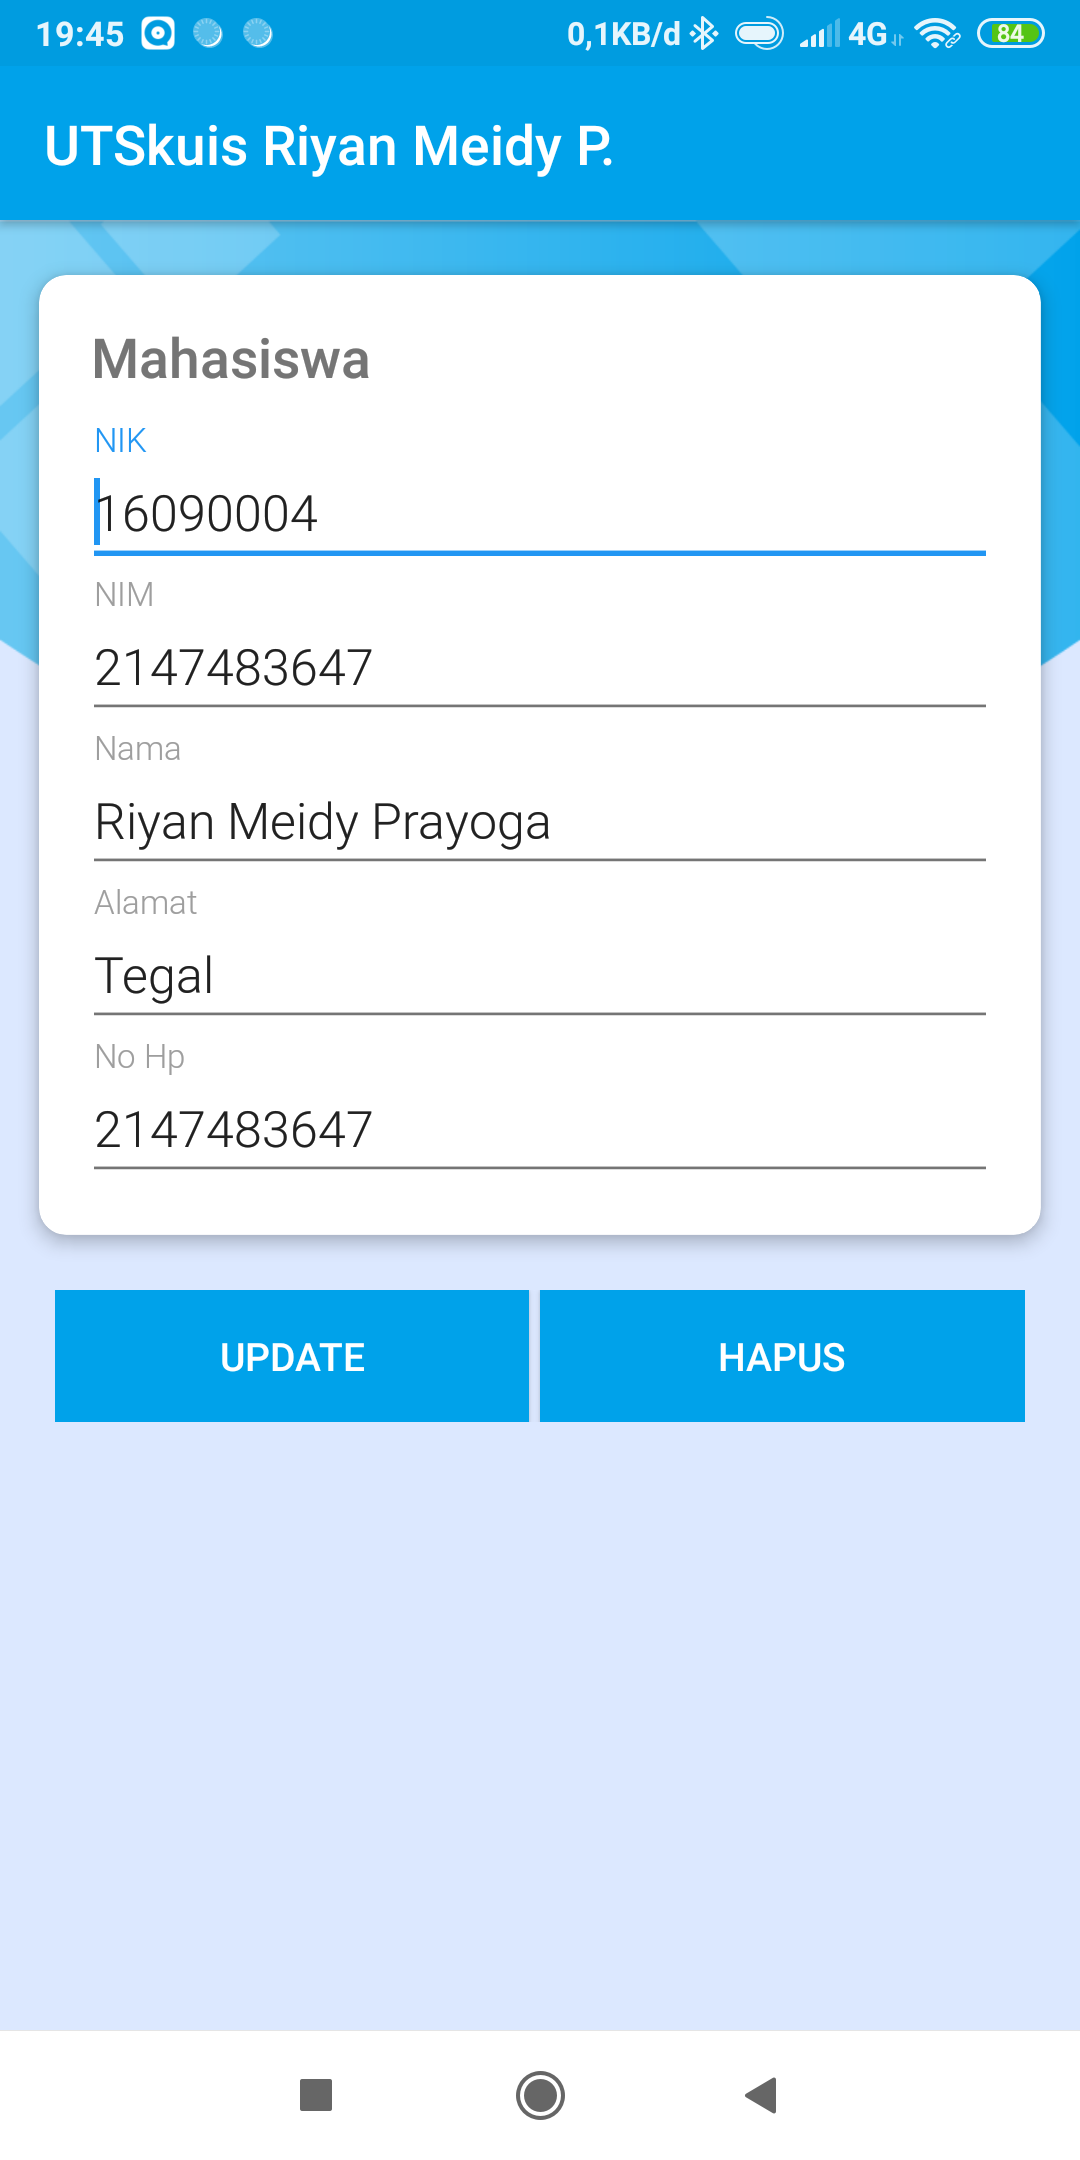 19:45 0,1KB/d 4G 84
UTSkuis Riyan Meidy P.
Mahasiswa
NIK
16090004
NIM
2147483647
Nama
Riyan Meidy Prayoga
Alamat
Tegal
No Hp
2147483647
UPDATE HAPUS